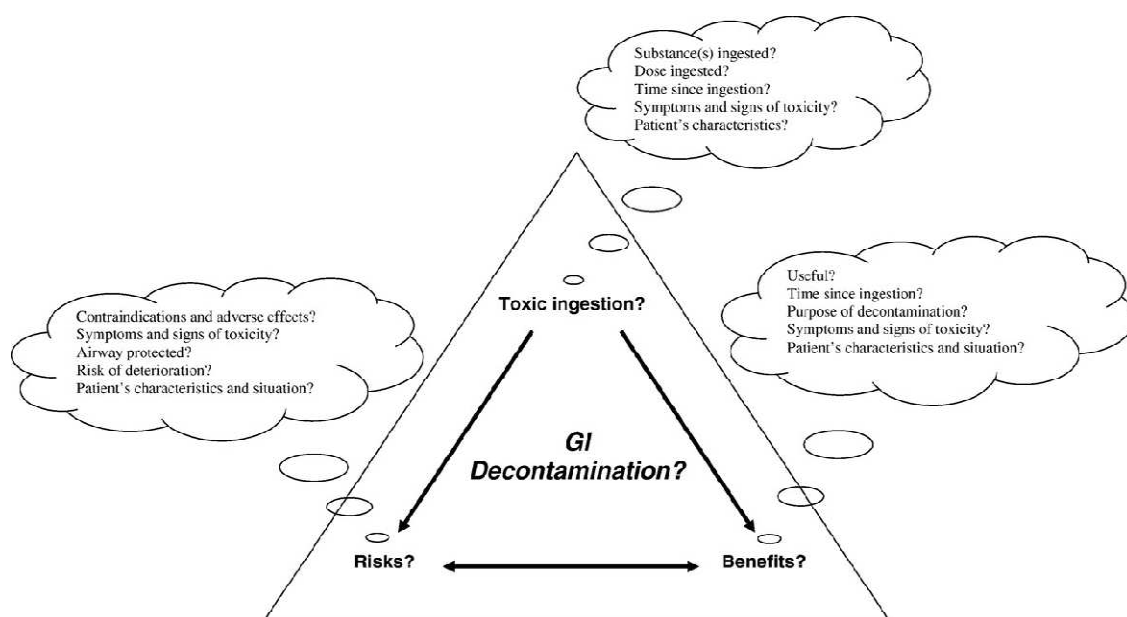 Substance(s) ingested?
Dose ingested?
Time since ingestion?
Symptoms and signs of toxicity?
Patient's characteristics?
Useful?
Time since ingestion?
Purpose of decontamination?
Symptoms and signs of toxicity?
Patient's characteristics and situation?
Contraindications and adverse effects?
Symptoms and signs of toxicity?
Airway protected?
Risk of deterioration?
Patient's characteristics and situation?
Toxic ingestion?
GI
Decontamination?
Risks?
Benefits?